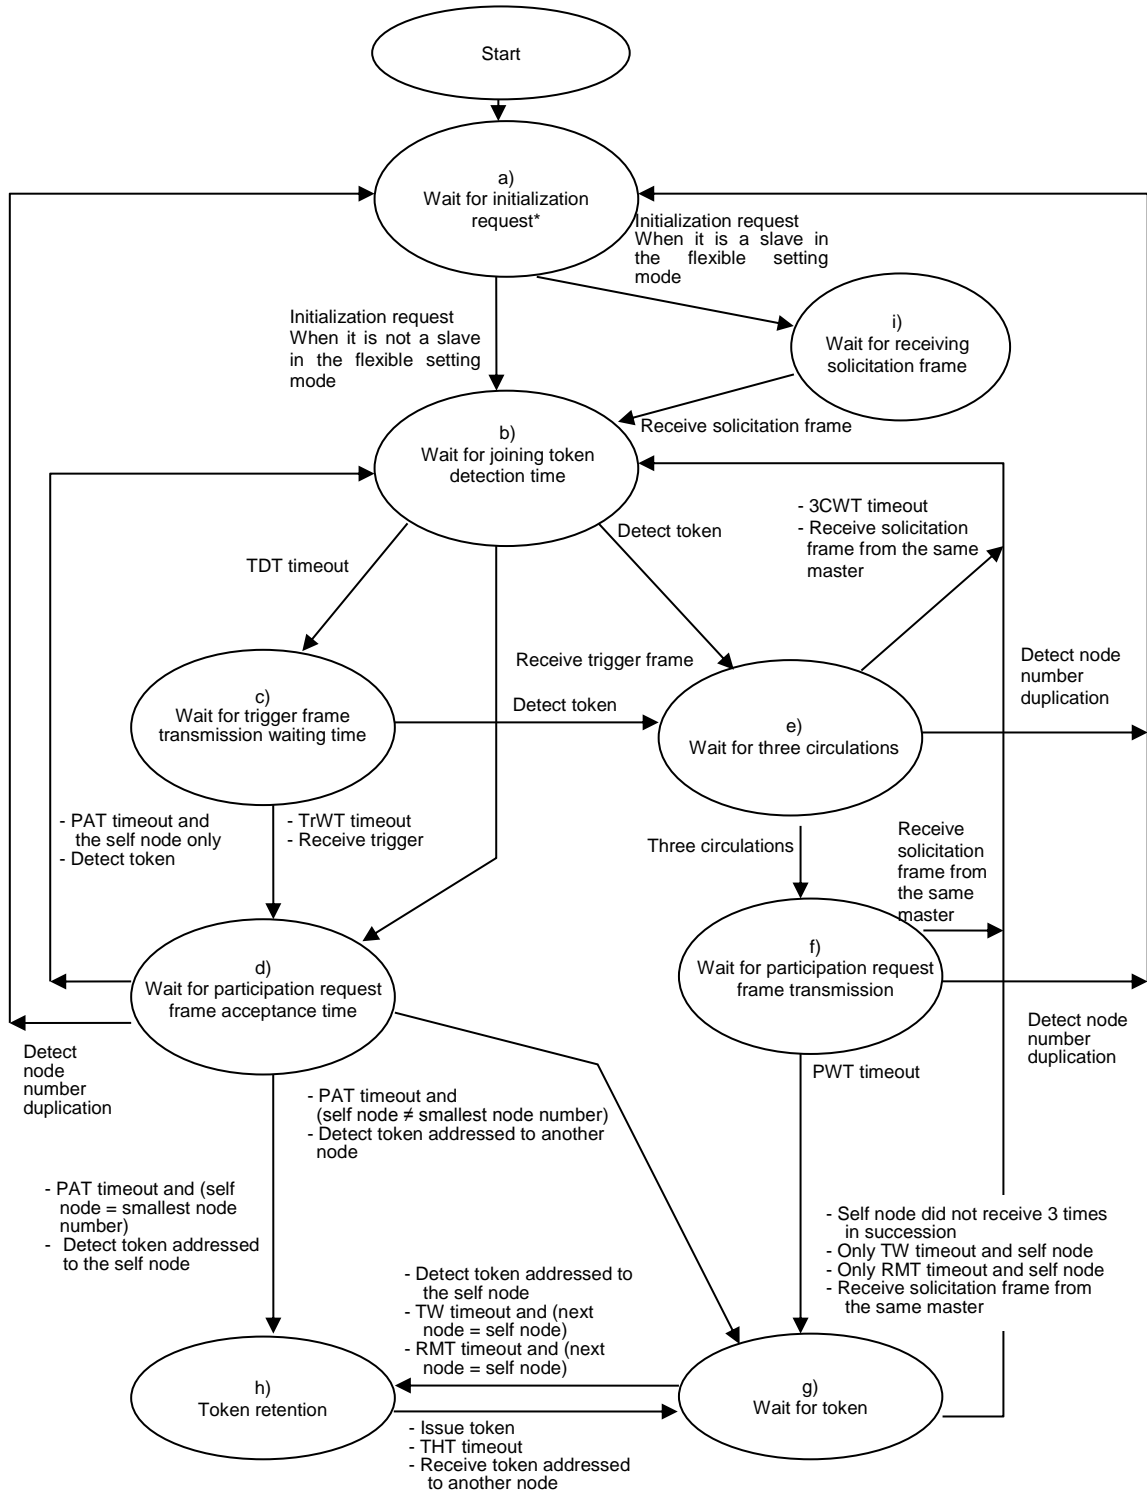 Start
a)
Wait for initialization
request*
Initialization request
When it is a slave in
the flexible setting
mode
Initialization request
When it is not a slave
in the flexible setting
mode
i)
Wait for receiving
solicitation frame
Receive solicitation frame
b)
Wait for joining token
detection time
- 3CWT timeout
- Receive solicitation
frame from the same
master
Detect token
TDT timeout
Receive trigger frame
Detect node
number
duplication
c)
Wait for trigger frame
transmission waiting time
Detect token
e)
Wait for three circulations
- PAT timeout and
the self node only
- Detect token
- TrWT timeout
- Receive trigger
Three circulations
Receive
solicitation
frame from
the same
master
d)
Wait for participation request
frame acceptance time
f)
Wait for participation request
frame transmission
Detect
node
number
duplication
Detect node
number
duplication
PWT timeout
- PAT timeout and
(self node ≠ smallest node number)
- Detect token addressed to another
node
- PAT timeout and (self
node = smallest node
number)
- Detect token addressed
to the self node
- Self node did not receive 3 times
in succession
- Only TW timeout and self node
- Only RMT timeout and self node
- Receive solicitation frame from
the same master
- Detect token addressed to
the self node
- TW timeout and (next
node = self node)
- RMT timeout and (next
node = self node)
h)
Token retention
g)
Wait for token
- Issue token
- THT timeout
- Receive token addressed
to another node